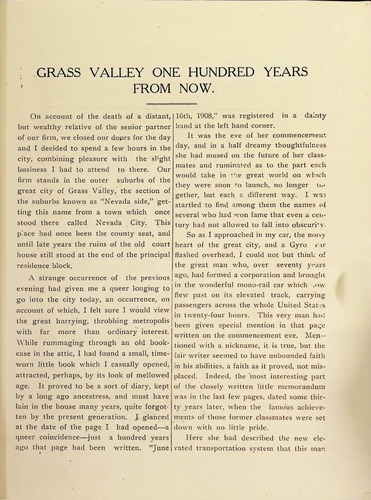 GRASS VALLEY ONE HUNDRED YEARS
FROM NOW.
On account of the death of a distant,
but wealthy relative of the senior partner
of our firm, we closed our doors for the day
and I decided to spend a few hours in the
city, combining pleasure with the slight
business I had to attend to there. Our
firm stands in the outer suburbs of the
great city of Grass Valley, the section of
the suburbs known as "Nevada side," get-
ting this name from a town which once
stood there called Nevada City. This
place had once been the county seat, and
until late years the ruins of the old court
house still stood at the end of the principal
residence block,
A strange occurrence of the previous
evening had given me a queer longing to
go into the city today, an occurrence, on
account of which, I felt sure I would view
the great hurrying, throbbing metropolis
with far more than ordinary interest.
While rummaging through an old book-
case in the attic, I had found a small, time-
worn little book which I casually opened,
attracted, perhaps, by its look of mellowed
age. It proved to be a sort of diary, kept
by a long ago ancestress, and must have
lain in the house many years, quite forgot-
ten by the present generation. I glanced
at the date of the page I had opened—a
queer coincidence—just a hundred years
ago that page had been written. "June
16th, 1908," was registered in a dainty
hand at the left hand corner.
It was the eve of her commencement
day, and in a half dreamy thoughtfulness
she had mused on the future of her class-
mates and ruminated as to the part each
would take in the great world on which
they were soon to launch, no longer to-
gether, but each a different way. I was
startled to find among them the names of
several who had won fame that even a cen-
tury had not allowed to fall into obscurity.
So as I approached in my car, the noisy
heart of the great city, and a Gyro car
flashed overhead, I could not but think of
the great man who, over seventy years
ago, had formed a corporation and brought
in the wonderful mono-rail car which now
flew past on its elevated track, carrying
passengers across the whole United States
in twenty-four hours. This very man had
been given special mention in that page
written on the commencement eve. Men-
tioned with a nickname, it is true, but the
fair writer seemed to have unbounded faith
in his abilities, a faith as it proved, not mis-
placed. Indeed, the most interesting part
of the closely written little memorandum
was in the last few pages, dated some thir-
ty years later, when the famous achieve-
ments of those former classmates were set
down with no little pride.
Here she had described the new ele-
vated transportation system that this man